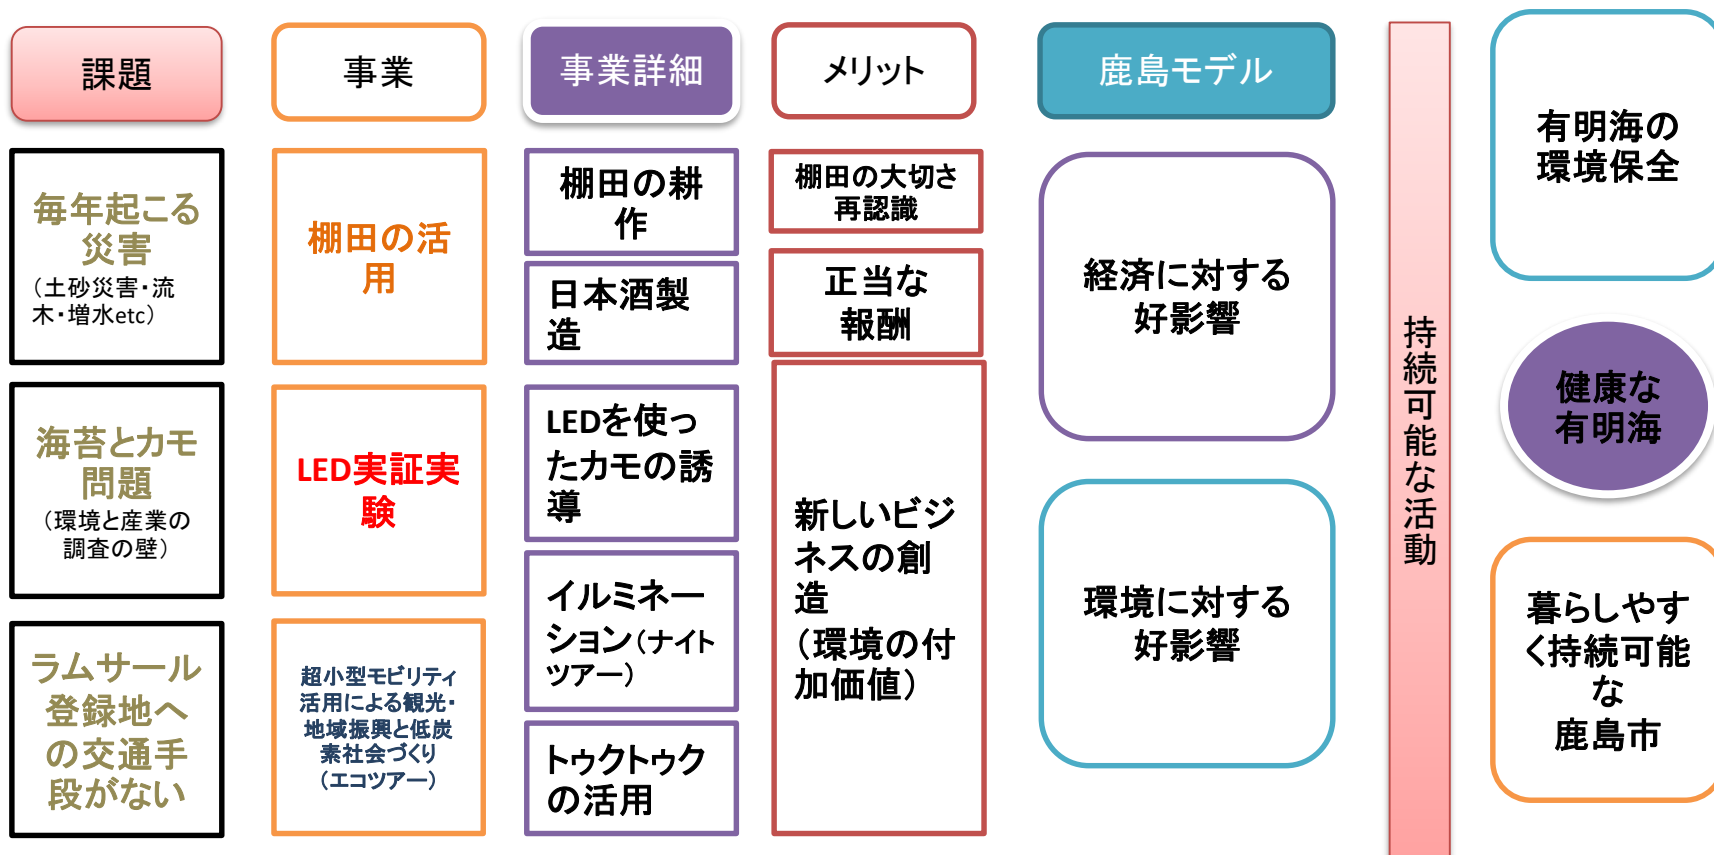 課題
事業
事業詳細
メリット
鹿島モデル
毎年起こる
災害
（土砂災害・流
木・増水etc）
海苔とカモ
問題
（環境と産業の
調査の壁）
ラムサール
登録地へ
の交通手
段がない
棚田の活
用
LED実証実
験
超小型モビリティ
活用による観光・
地域振興と低炭
素社会づくり
（エコツアー）
棚田の耕
作
日本酒製
造
LEDを使っ
たカモの誘
導
イルミネー
ション（ナイト
ツアー）
トゥクトゥク
の活用
棚田の大切さ
再認識
正当な
報酬
新しいビジ
ネスの創
造
（環境の付
加価値）
経済に対する
好影響
環境に対する
好影響
持続可能な活動
有明海の
環境保全
健康な
有明海
暮らしやす
く持続可能
な
鹿島市